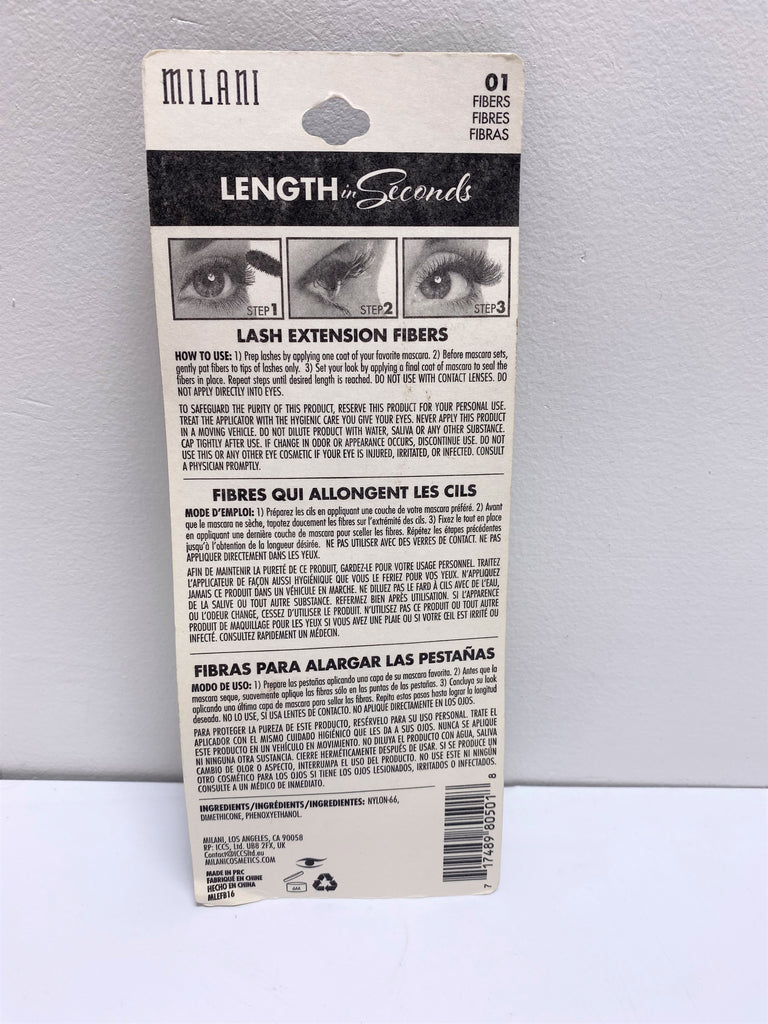 MILANI
01
FIBERS
FIBRES
FIBRAS
LENGTH in Seconds
STEP 1
STEP 2
STEP 3
LASH EXTENSION FIBERS
HOW TO USE: 1) Prep lashes by applying one coat of your favorite mascara. 2) Before mascara sets,
gently pat fibers to tips of lashes only. 3) Set your look by applying a final coat of mascara to seal the
fibers in place. Repeat steps until desired length is reached. DO NOT USE WITH CONTACT LENSES. DO
NOT APPLY DIRECTLY INTO EYES.
TO SAFEGUARD THE PURITY OF THIS PRODUCT, RESERVE THIS PRODUCT FOR YOUR PERSONAL USE.
TREAT THE APPLICATOR WITH THE HYGIENIC CARE YOU GIVE YOUR EYES. NEVER APPLY THIS PRODUCT
IN A MOVING VEHICLE. DO NOT DILUTE PRODUCT WITH WATER, SALIVA OR ANY OTHER SUBSTANCE.
CAP TIGHTLY AFTER USE. IF CHANGE IN ODOR OR APPEARANCE OCCURS, DISCONTINUE USE. DO NOT
USE THIS OR ANY OTHER EYE COSMETIC IF YOUR EYE IS INJURED, IRRITATED, OR INFECTED. CONSULT
A PHYSICIAN PROMPTLY.
FIBRES QUI ALLONGENT LES CILS
MODE D'EMPLOI: 1) Préparez les cils en appliquant une couche de votre mascara préféré. 2) Avant
que le mascara ne sèche, tapotez doucement les fibres sur l'extrémité des cils. 3) Fixez le tout en place
en appliquant une dernière couche de mascara pour sceller les fibres. Répétez les étapes précédentes
jusqu'à l'obtention de la longueur désirée. NE PAS UTILISER AVEC DES VERRES DE CONTACT. NE PAS
APPLIQUER DIRECTEMENT DANS LES YEUX.
AFIN DE MAINTENIR LA PURETÉ DE CE PRODUIT, GARDEZ-LE POUR VOTRE USAGE PERSONNEL. TRAITEZ
L'APPLICATEUR DE FAÇON AUSSI HYGIÉNIQUE QUE VOUS LE FERIEZ POUR VOS YEUX. N'APPLIQUEZ
JAMAIS CE PRODUIT DANS UN VÉHICULE EN MARCHE. NE DILUEZ PAS LE FARD À CILS AVEC DE L'EAU,
DE LA SALIVE OU TOUT AUTRE SUBSTANCE. REFERMEZ BIEN APRÈS UTILISATION. SI L'APPARENCE
OU L'ODEUR CHANGE, CESSEZ D'UTILISER LE PRODUIT. N'UTILISEZ PAS CE PRODUIT OU TOUT AUTRE
PRODUIT DE MAQUILLAGE POUR LES YEUX SI VOUS AVEZ UNE PLAIE OU SI VOTRE ŒIL EST IRRITÉ OU
INFECTÉ. CONSULTEZ RAPIDEMENT UN MÉDECIN.
FIBRAS PARA ALARGAR LAS PESTAÑAS
MODO DE USO: 1) Prepare las pestañas aplicando una capa de su mascara favorita. 2) Antes que la
mascara seque, suavemente aplique las fibras sólo en las puntas de las pestañas. 3) Concluya su look
aplicando una última capa de mascara para sellar las fibras. Repita estos pasos hasta lograr la longitud
deseada. NO LO USE, SI USA LENTES DE CONTACTO. NO APLIQUE DIRECTAMENTE EN LOS OJOS.
PARA PROTEGER LA PUREZA DE ESTE PRODUCTO, RESÉRVELO PARA SU USO PERSONAL. TRATE EL
APLICADOR CON EL MISMO CUIDADO HIGIÉNICO QUE LES DA A SUS OJOS. NUNCA SE APLIQUE
ESTE PRODUCTO EN UN VEHÍCULO EN MOVIMIENTO. NO DILUYA EL PRODUCTO CON AGUA, SALIVA
NI NINGUNA OTRA SUSTANCIA. CIERRE HERMÉTICAMENTE DESPUÉS DE USAR. SI SE PRODUCE UN
CAMBIO DE OLOR O ASPECTO, INTERRUMPA EL USO DEL PRODUCTO. NO USE ESTE NI NINGÚN
OTRO COSMÉTICO PARA LOS OJOS SI TIENE LOS OJOS LESIONADOS, IRRITADOS O INFECTADOS.
CONSULTE A UN MÉDICO DE INMEDIATO.
INGREDIENTS/INGRÉDIENTS/INGREDIENTES: NYLON-66,
DIMETHICONE, PHENOXYETHANOL.
MILANI, LOS ANGELES, CA 90058
RP: ICCS, Ltd. UB8 2FX, UK
Contact@ICCSltd.eu
MILANICOSMETICS.COM
MADE IN PRC
FABRIQUÉ EN CHINE
HECHO EN CHINA
MLEFB16
6M
7 17489 80501 8